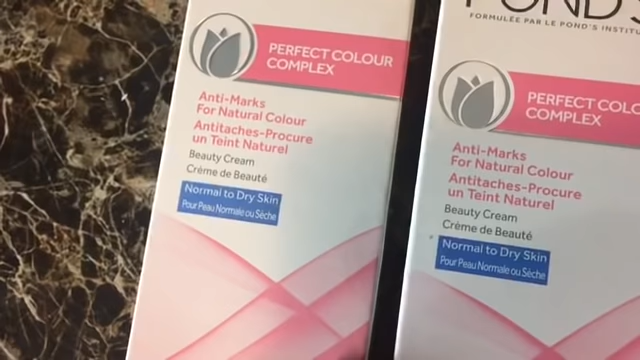 PERFECT COLOUR
COMPLEX
Anti-Marks
For Natural Colour
Antitaches-Procure
un Teint Naturel
Beauty Cream
Crème de Beauté
Normal to Dry Skin
Pour Peau Normale ou Sèche
POND'S
FORMULÉE PAR LE POND'S INSTITU
PERFECT COLO
COMPLEX
Anti-Marks
For Natural Colour
Antitaches-Procure
un Teint Naturel
Beauty Cream
Crème de Beauté
Normal to Dry Skin
Pour Peau Normale ou Sèche